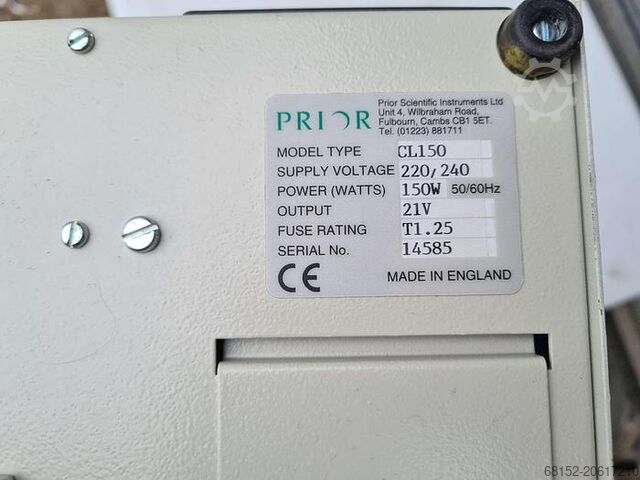 PRIOR
Prior Scientific Instruments Ltd
Unit 4, Wilbraham Road,
Fulbourn, Cambs CB1 5ET.
Tel. (01223) 881711
MODEL TYPE CL150
SUPPLY VOLTAGE 220/240
POWER (WATTS) 150W 50/60Hz
OUTPUT 21V
FUSE RATING T1.25
SERIAL No. 14585
CE MADE IN ENGLAND
68152-20617210